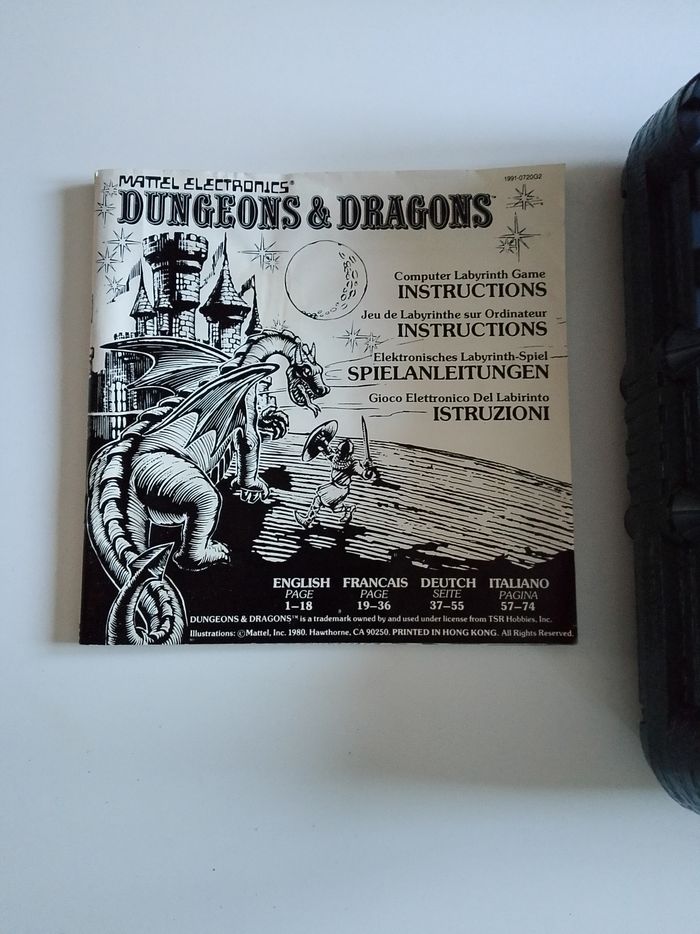 MATTEL ELECTRONICS®
1991-0720G2
DUNGEONS & DRAGONS™
Computer Labyrinth Game
INSTRUCTIONS
Jeu de Labyrinthe sur Ordinateur
INSTRUCTIONS
Elektronisches Labyrinth-Spiel
SPIELANLEITUNGEN
Gioco Elettronico Del Labirinto
ISTRUZIONI
ENGLISH FRANCAIS DEUTCH ITALIANO
PAGE PAGE SEITE PAGINA
1–18 19–36 37–55 57–74
DUNGEONS & DRAGONS™ is a trademark owned by and used under license from TSR Hobbies, Inc.
Illustrations: ©Mattel, Inc. 1980. Hawthorne, CA 90250. PRINTED IN HONG KONG. All Rights Reserved.